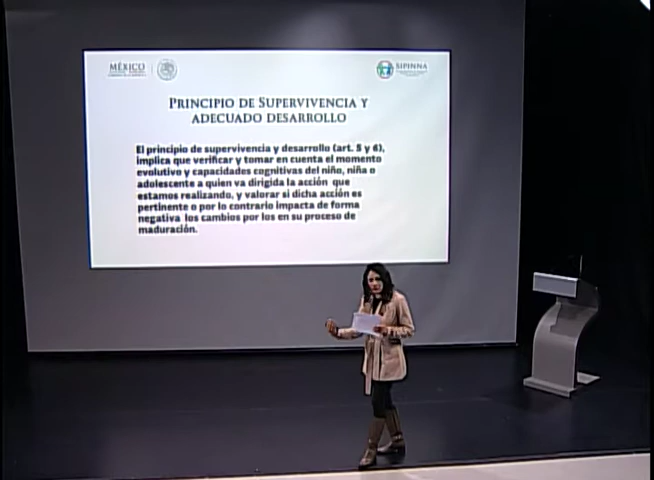 MÉXICO
SIPINNA
PRINCIPIO DE SUPERVIVENCIA Y
ADECUADO DESARROLLO
El principio de supervivencia y desarrollo (art. 5 y 6),
implica que verificar y tomar en cuenta el momento
evolutivo y capacidades cognitivas del niño, niña o
adolescente a quien va dirigida la acción que
estamos realizando, y valorar si dicha acción es
pertinente o por lo contrario impacta de forma
negativa los cambios por los en su proceso de
maduración.